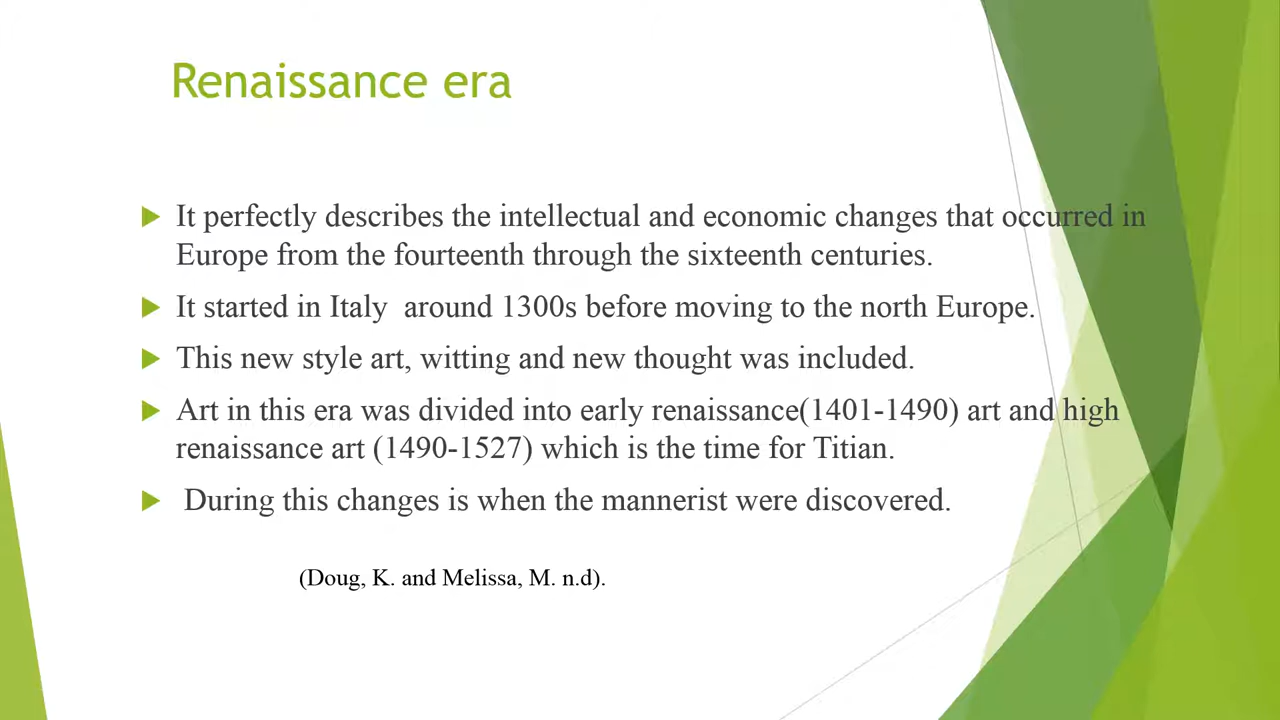 Renaissance era
It perfectly describes the intellectual and economic changes that occurred in
Europe from the fourteenth through the sixteenth centuries.
It started in Italy  around 1300s before moving to the north Europe.
This new style art, witting and new thought was included.
Art in this era was divided into early renaissance(1401-1490) art and high
renaissance art (1490-1527) which is the time for Titian.
During this changes is when the mannerist were discovered.
(Doug, K. and Melissa, M. n.d).